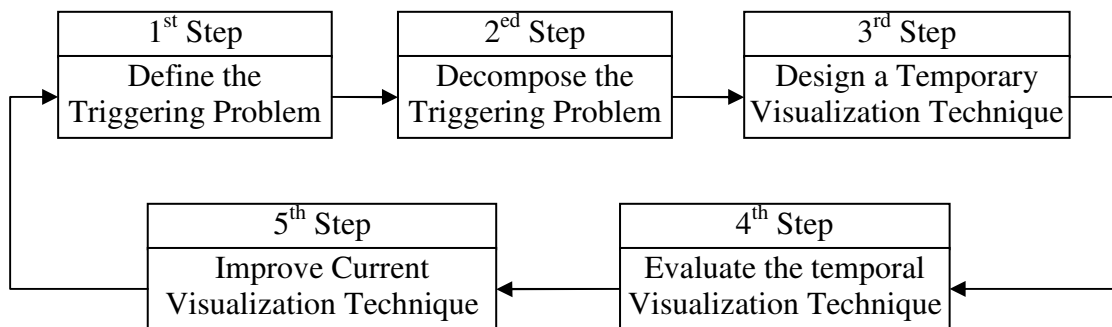 1st Step
Define the
Triggering Problem
2ed Step
Decompose the
Triggering Problem
3rd Step
Design a Temporary
Visualization Technique
5th Step
Improve Current
Visualization Technique
4th Step
Evaluate the temporal
Visualization Technique